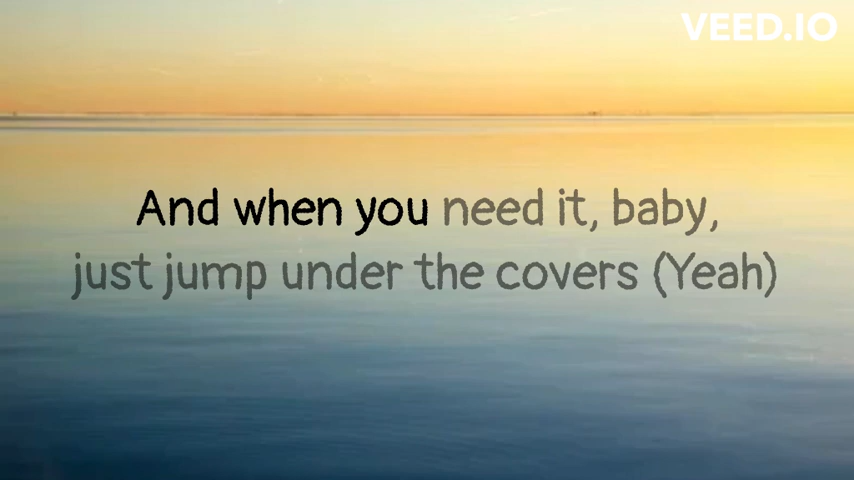 VEED.IO
And when you need it, baby,
just jump under the covers (Yeah)